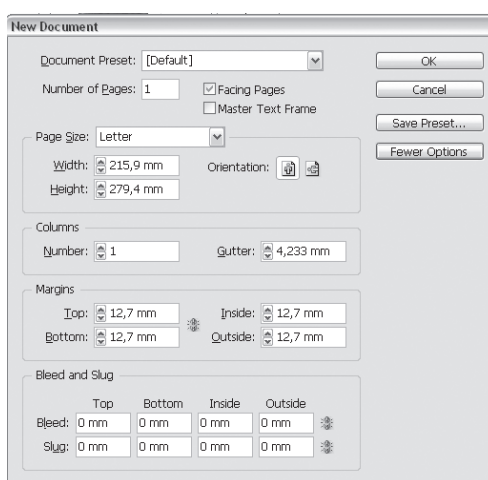 New Document
Document Preset: [Default]
OK
Number of Pages: 1
Facing Pages
Cancel
Master Text Frame
Save Preset...
Page Size: Letter
Fewer Options
Width: 215,9 mm
Orientation:
Height: 279,4 mm
Columns
Number: 1
Gutter: 4,233 mm
Margins
Top: 12,7 mm
Inside: 12,7 mm
Bottom: 12,7 mm
Outside: 12,7 mm
Bleed and Slug
Top Bottom Inside Outside
Bleed: 0 mm 0 mm 0 mm 0 mm
Slug: 0 mm 0 mm 0 mm 0 mm